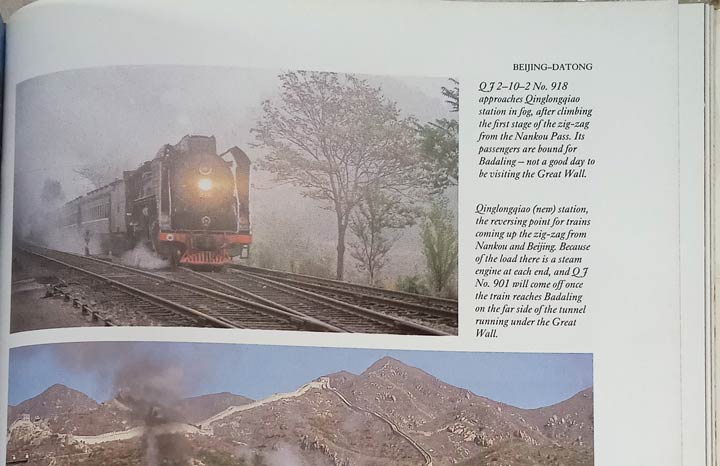 BEIJING–DATONG
QJ 2–10–2 No. 918
approaches Qinglongqiao
station in fog, after climbing
the first stage of the zig-zag
from the Nankou Pass. Its
passengers are bound for
Badaling – not a good day to
be visiting the Great Wall.
Qinglongqiao (new) station,
the reversing point for trains
coming up the zig-zag from
Nankou and Beijing. Because
of the load there is a steam
engine at each end, and QJ
No. 901 will come off once
the train reaches Badaling
on the far side of the tunnel
running under the Great
Wall.